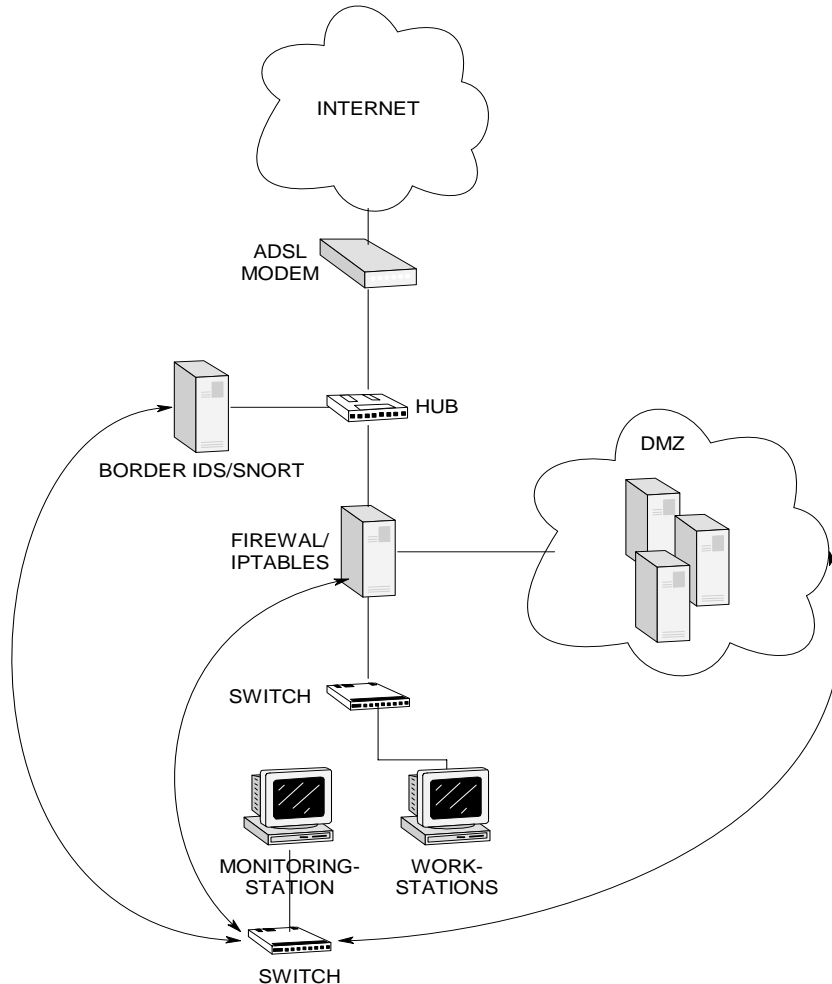 INTERNET
ADSL
MODEM
HUB
BORDER IDS/SNORT
DMZ
FIREWAL/
IPTABLES
SWITCH
MONITORING-
STATION
WORK-
STATIONS
SWITCH